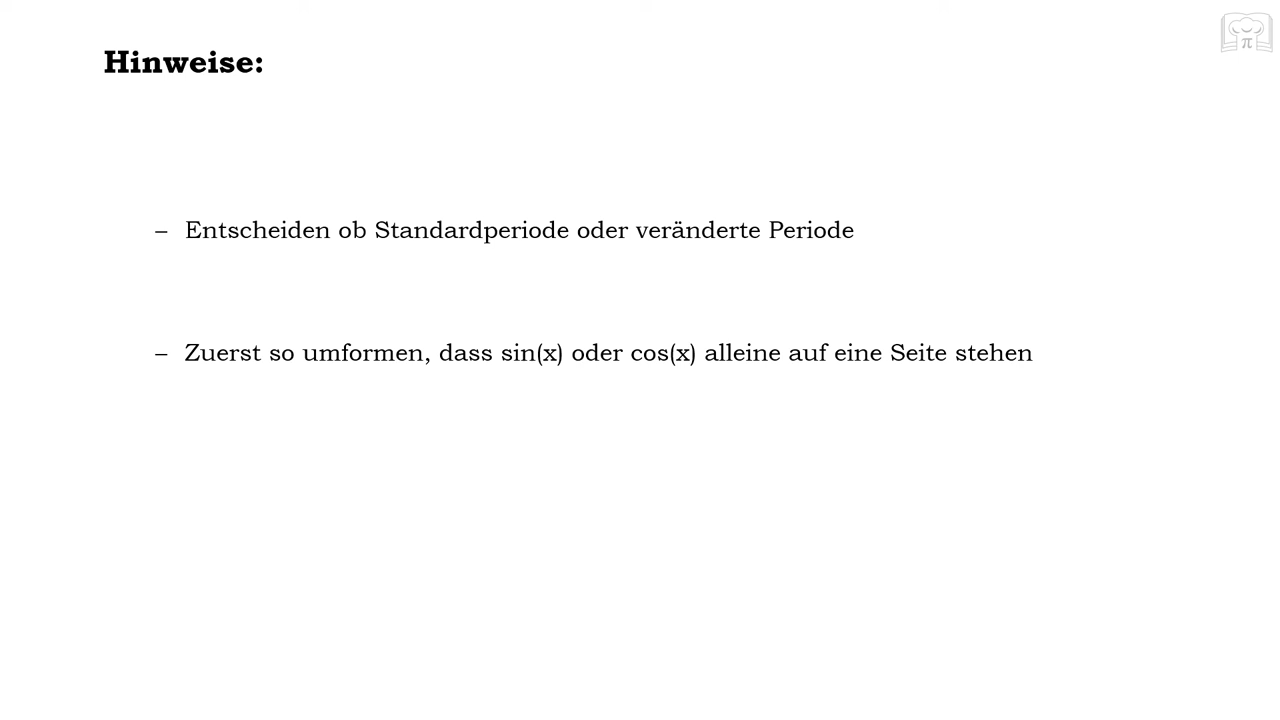 Hinweise:
– Entscheiden ob Standardperiode oder veränderte Periode
– Zuerst so umformen, dass sin(x) oder cos(x) alleine auf eine Seite stehen
π